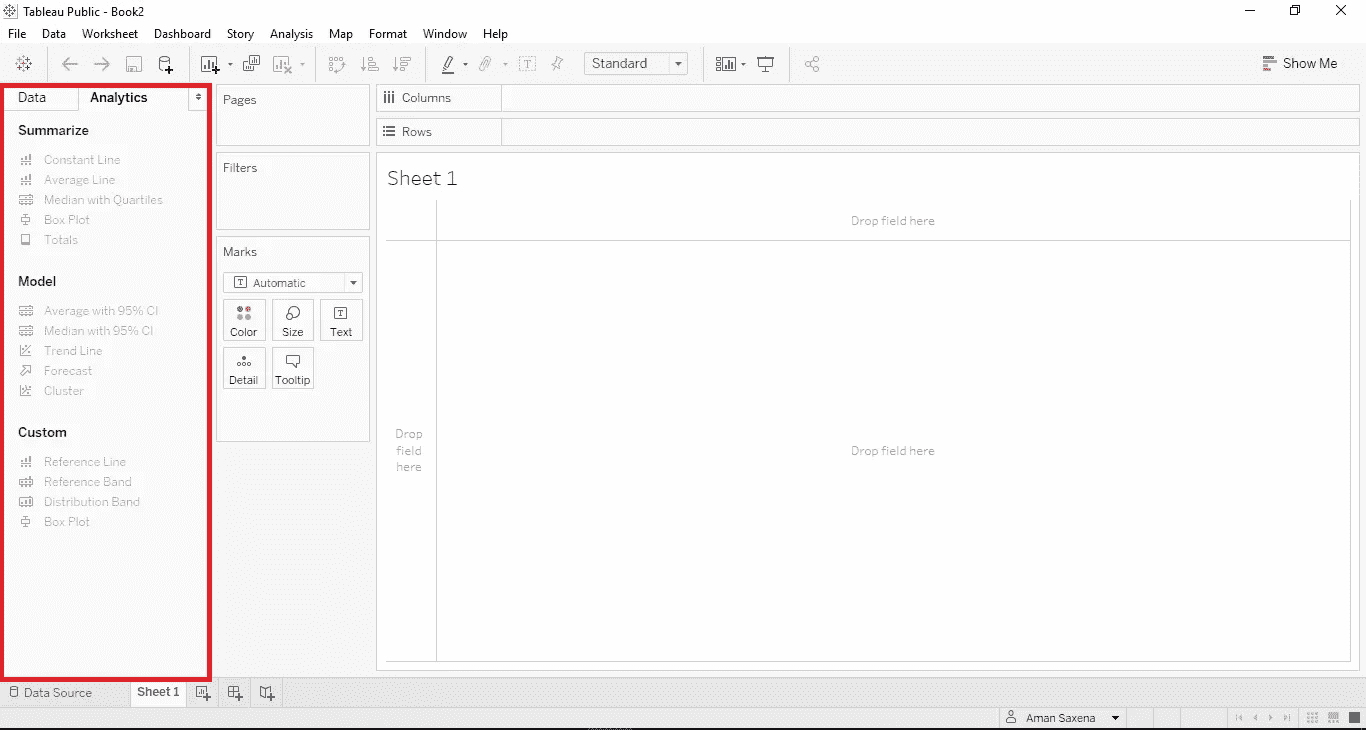 Tableau Public - Book2
File Data Worksheet Dashboard Story Analysis Map Format Window Help
Standard
Show Me
Data Analytics
Summarize
Constant Line
Average Line
Median with Quartiles
Box Plot
Totals
Model
Average with 95% CI
Median with 95% CI
Trend Line
Forecast
Cluster
Custom
Reference Line
Reference Band
Distribution Band
Box Plot
Pages
Filters
Marks
T Automatic
Color Size Text
Detail Tooltip
Columns
Rows
Sheet 1
Drop field here
Drop
field
here
Drop field here
Data Source Sheet 1
Aman Saxena